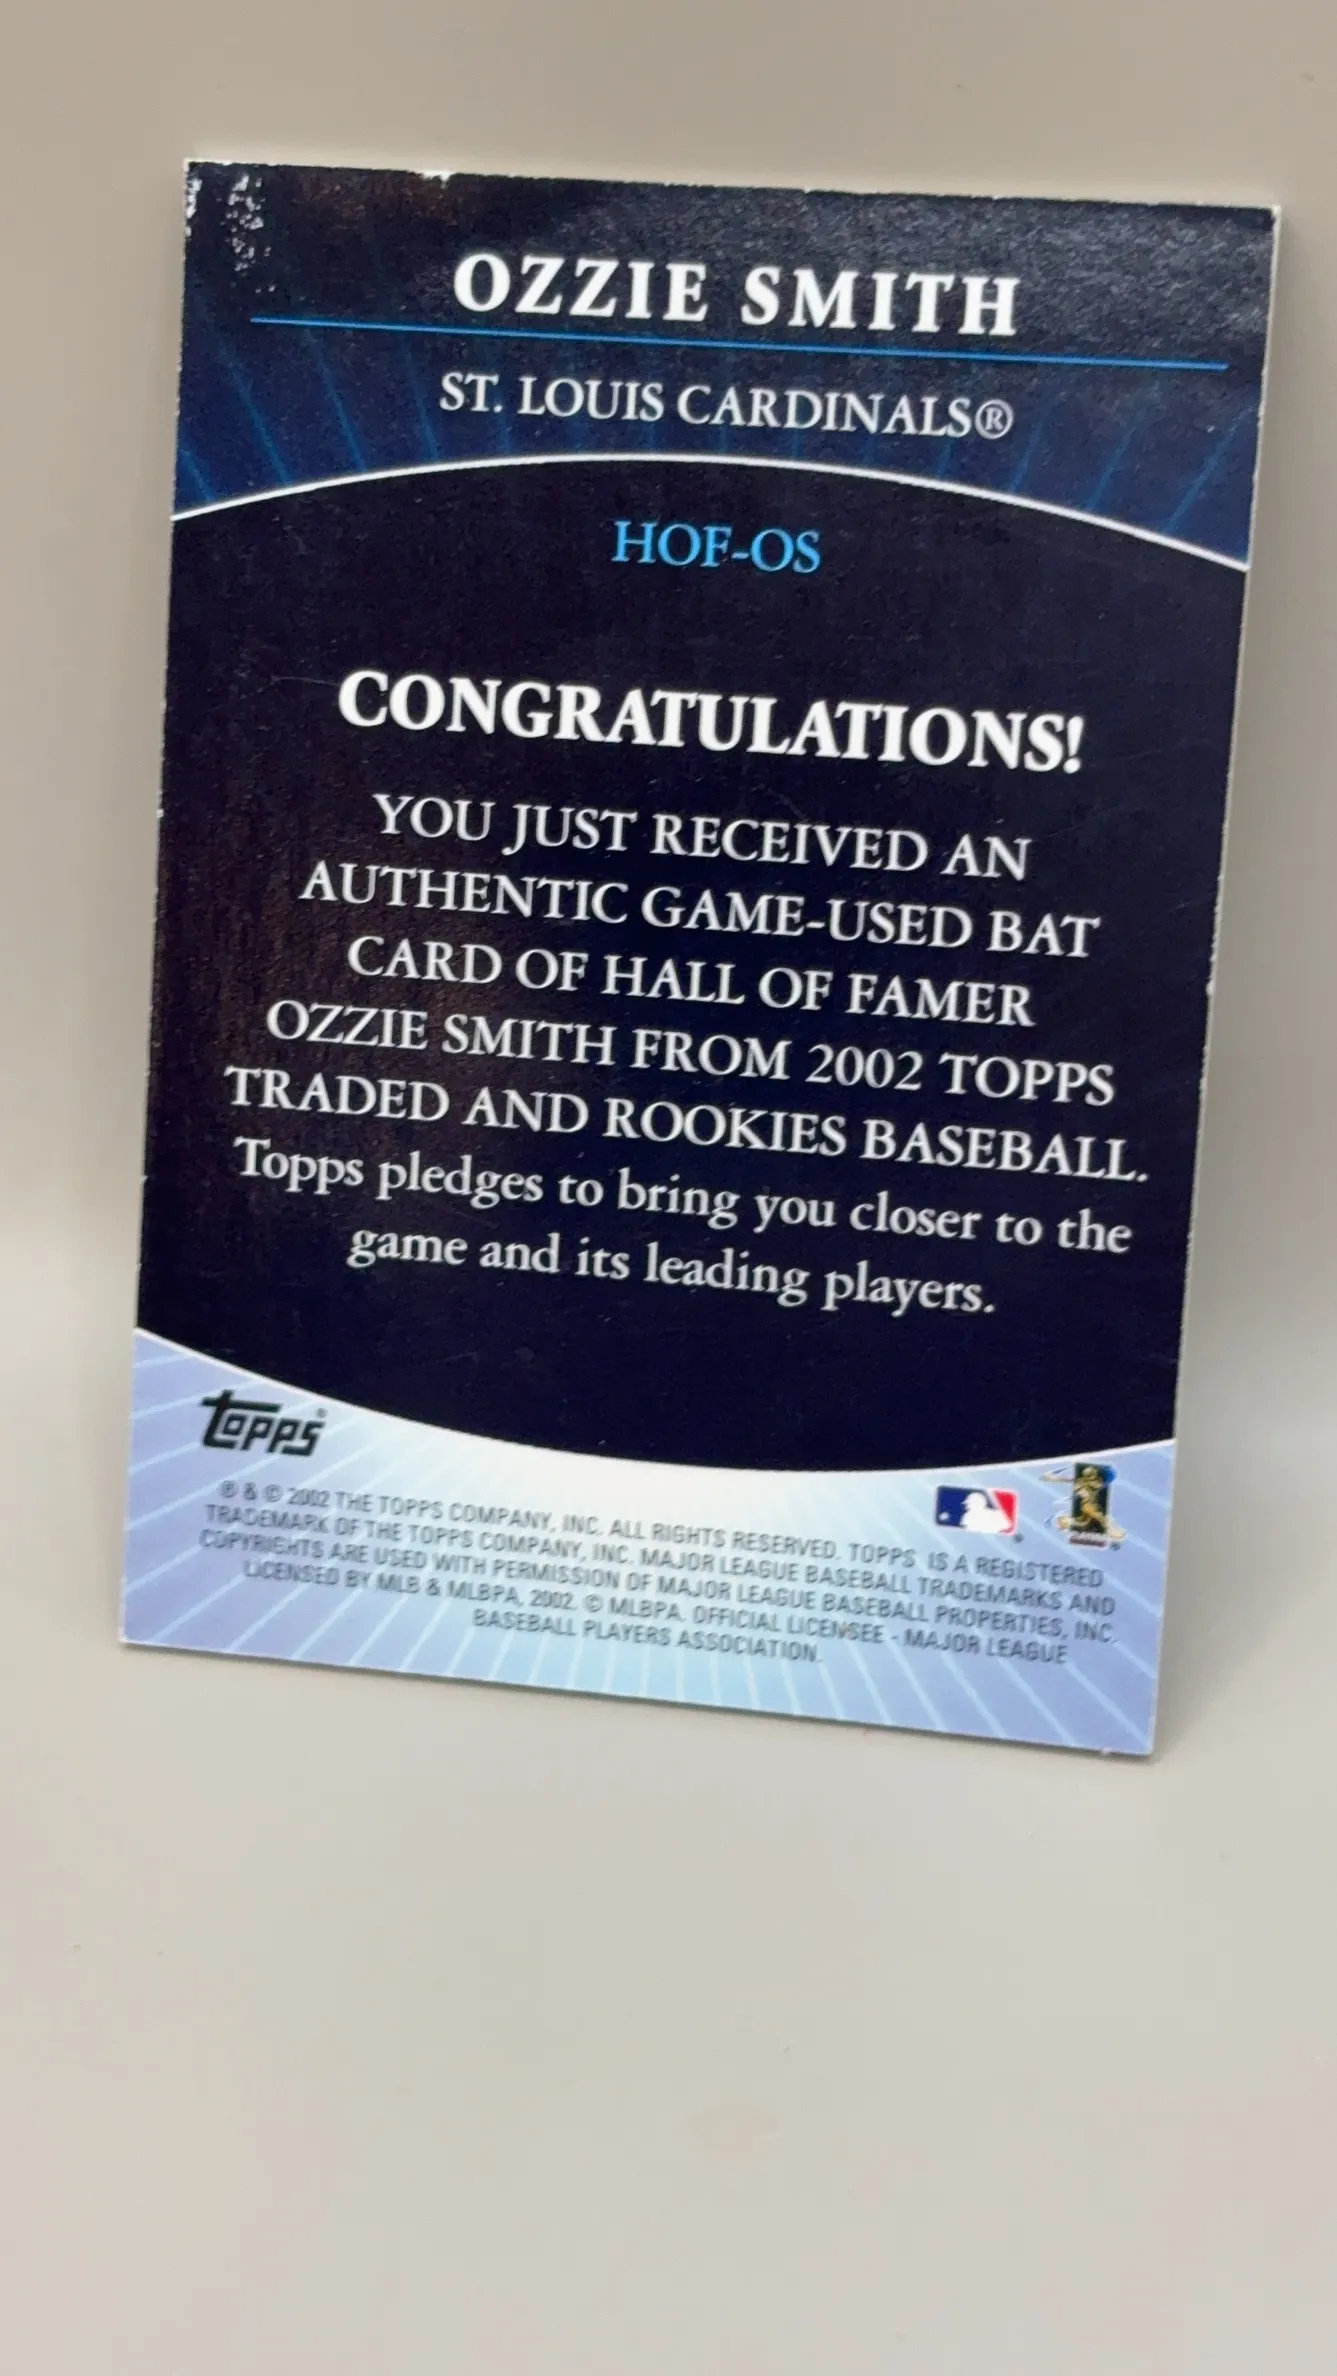 OZZIE SMITH
ST. LOUIS CARDINALS®
HOF-OS
CONGRATULATIONS!
YOU JUST RECEIVED AN
AUTHENTIC GAME-USED BAT
CARD OF HALL OF FAMER
OZZIE SMITH FROM 2002 TOPPS
TRADED AND ROOKIES BASEBALL.
Topps pledges to bring you closer to the
game and its leading players.
topps®
® & © 2002 THE TOPPS COMPANY, INC. ALL RIGHTS RESERVED. TOPPS IS A REGISTERED
TRADEMARK OF THE TOPPS COMPANY, INC. MAJOR LEAGUE BASEBALL TRADEMARKS AND
COPYRIGHTS ARE USED WITH PERMISSION OF MAJOR LEAGUE BASEBALL PROPERTIES, INC.
LICENSED BY MLB & MLBPA, 2002. © MLBPA. OFFICIAL LICENSEE - MAJOR LEAGUE
BASEBALL PLAYERS ASSOCIATION.